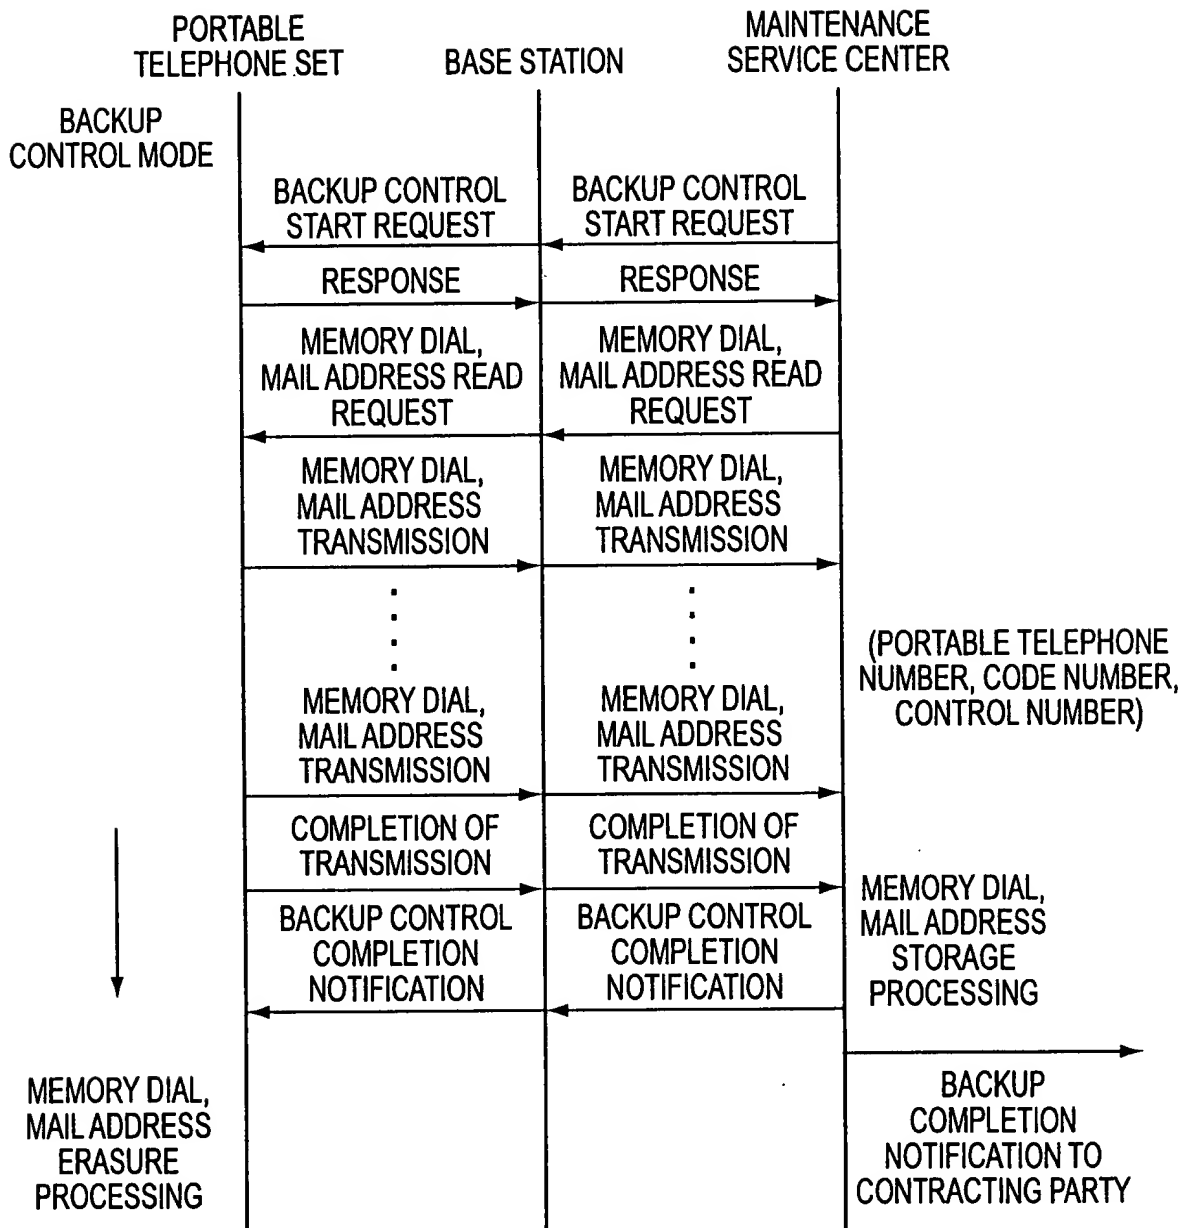 PORTABLE
TELEPHONE SET
BASE STATION
MAINTENANCE
SERVICE CENTER
BACKUP
CONTROL MODE
BACKUP CONTROL
START REQUEST
BACKUP CONTROL
START REQUEST
RESPONSE
RESPONSE
MEMORY DIAL,
MAIL ADDRESS READ
REQUEST
MEMORY DIAL,
MAIL ADDRESS READ
REQUEST
MEMORY DIAL,
MAIL ADDRESS
TRANSMISSION
MEMORY DIAL,
MAIL ADDRESS
TRANSMISSION
(PORTABLE TELEPHONE
NUMBER, CODE NUMBER,
CONTROL NUMBER)
MEMORY DIAL,
MAIL ADDRESS
TRANSMISSION
MEMORY DIAL,
MAIL ADDRESS
TRANSMISSION
COMPLETION OF
TRANSMISSION
COMPLETION OF
TRANSMISSION
MEMORY DIAL,
MAIL ADDRESS
STORAGE
PROCESSING
BACKUP CONTROL
COMPLETION
NOTIFICATION
BACKUP CONTROL
COMPLETION
NOTIFICATION
MEMORY DIAL,
MAIL ADDRESS
ERASURE
PROCESSING
BACKUP
COMPLETION
NOTIFICATION TO
CONTRACTING PARTY